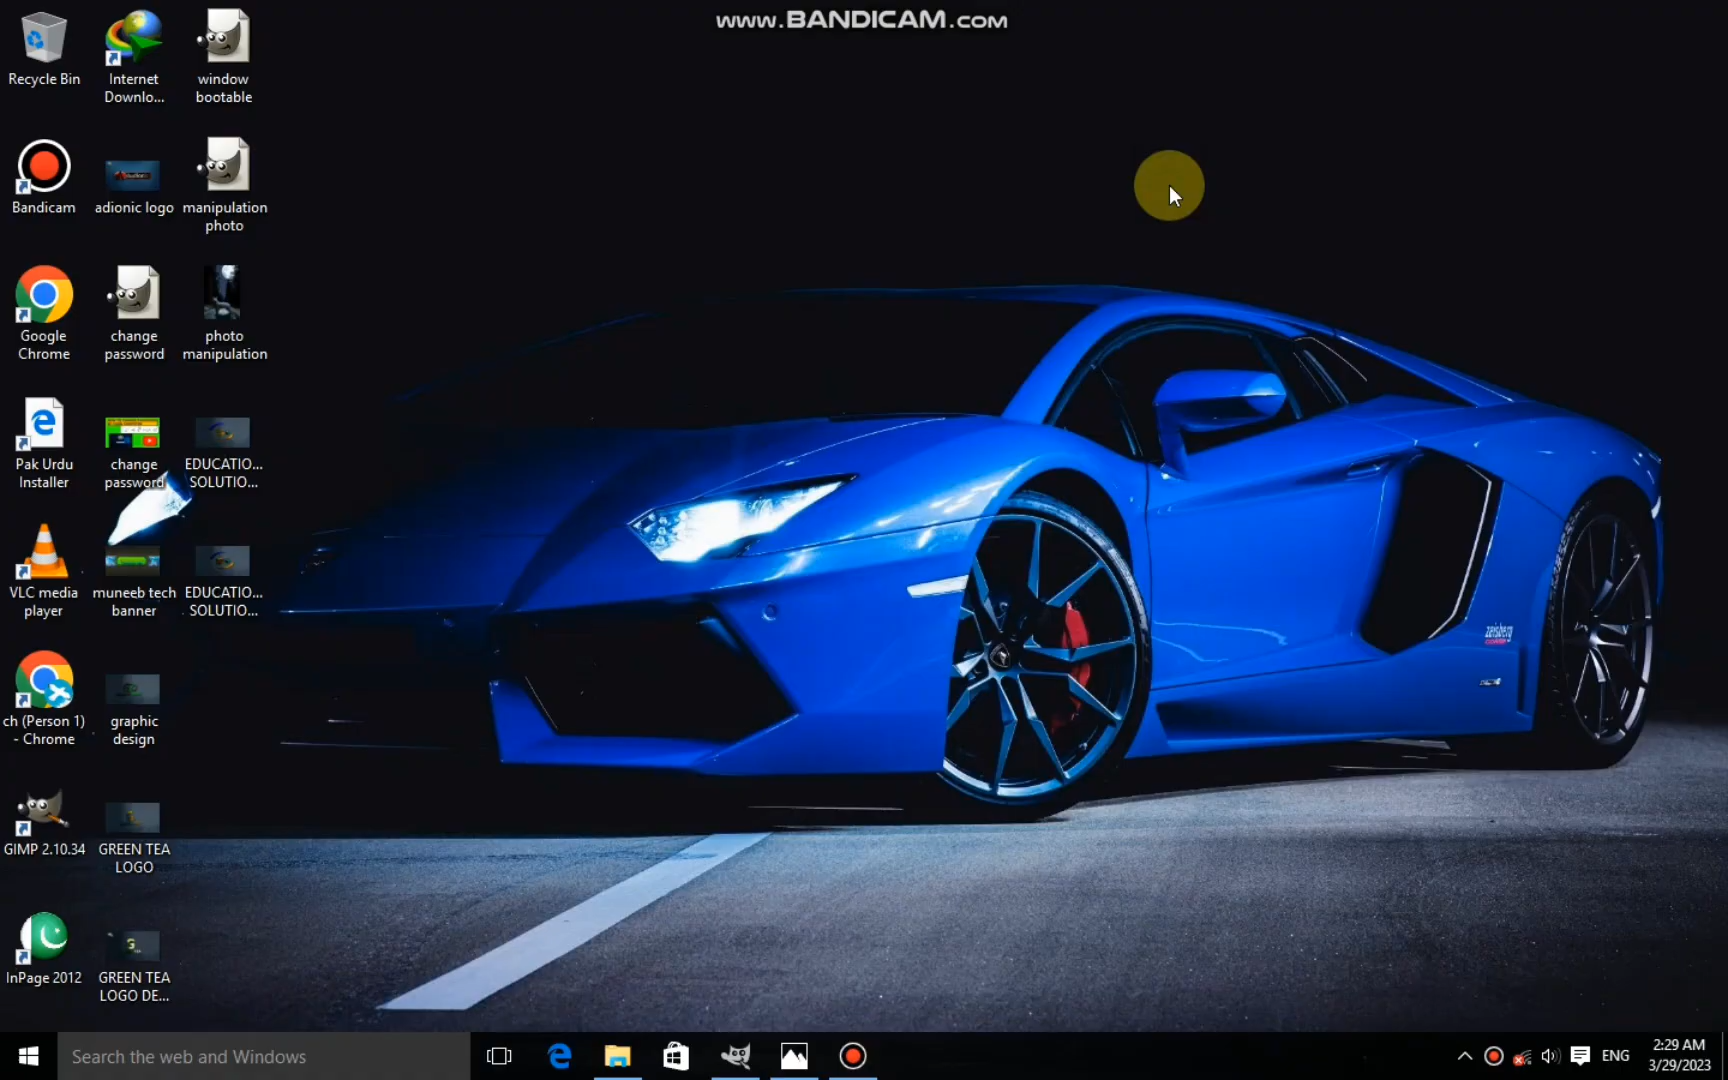 www.BANDICAM.com
Recycle Bin
Internet
Downlo...
window
bootable
Bandicam
adionic logo
manipulation
photo
Google
Chrome
change
password
photo
manipulation
Pak Urdu
Installer
change
password
EDUCATIO...
SOLUTIO...
VLC media
player
muneeb tech
banner
EDUCATIO...
SOLUTIO...
ch (Person 1)
- Chrome
graphic
design
GIMP 2.10.34
GREEN TEA
LOGO
InPage 2012
GREEN TEA
LOGO DE...
zeisberg
Search the web and Windows
ENG
2:29 AM
3/29/2023